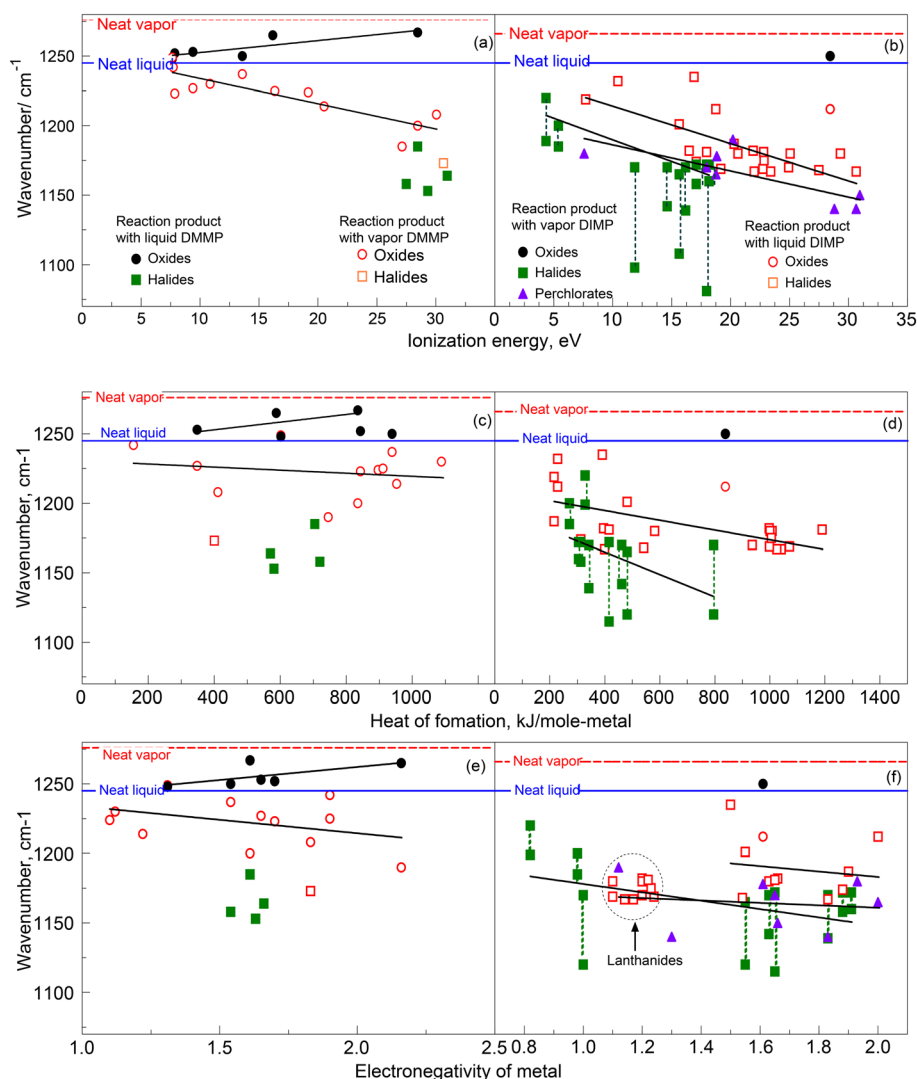 Neat vapor
(a)
Neat liquid
1250
1200
1150
1100
Wavenumber/ cm-1
Reaction product
with liquid DMMP
Oxides
Halides
Reaction product
with vapor DMMP
Oxides
Halides
0
5
10
15
20
25
30
Neat vapor
(b)
Neat liquid
Reaction product
with vapor DIMP
Oxides
Halides
Perchlorates
Reaction product
with liquid DIMP
Oxides
Halides
0
5
10
15
20
25
30
35
Ionization energy, eV
Neat vapor
(c)
Neat liquid
1250
1200
1150
1100
Wavenumber, cm-1
0
200
400
600
800
1000
Neat vapor
(d)
Neat liquid
0
200
400
600
800
1000
1200
1400
Heat of fomation, kJ/mole-metal
Neat vapor
(e)
Neat liquid
1250
1200
1150
1100
Wavenumber, cm-1
1.0
1.5
2.0
2.5
Neat vapor
(f)
Neat liquid
Lanthanides
0.8
1.0
1.2
1.4
1.6
1.8
2.0
Electronegativity of metal